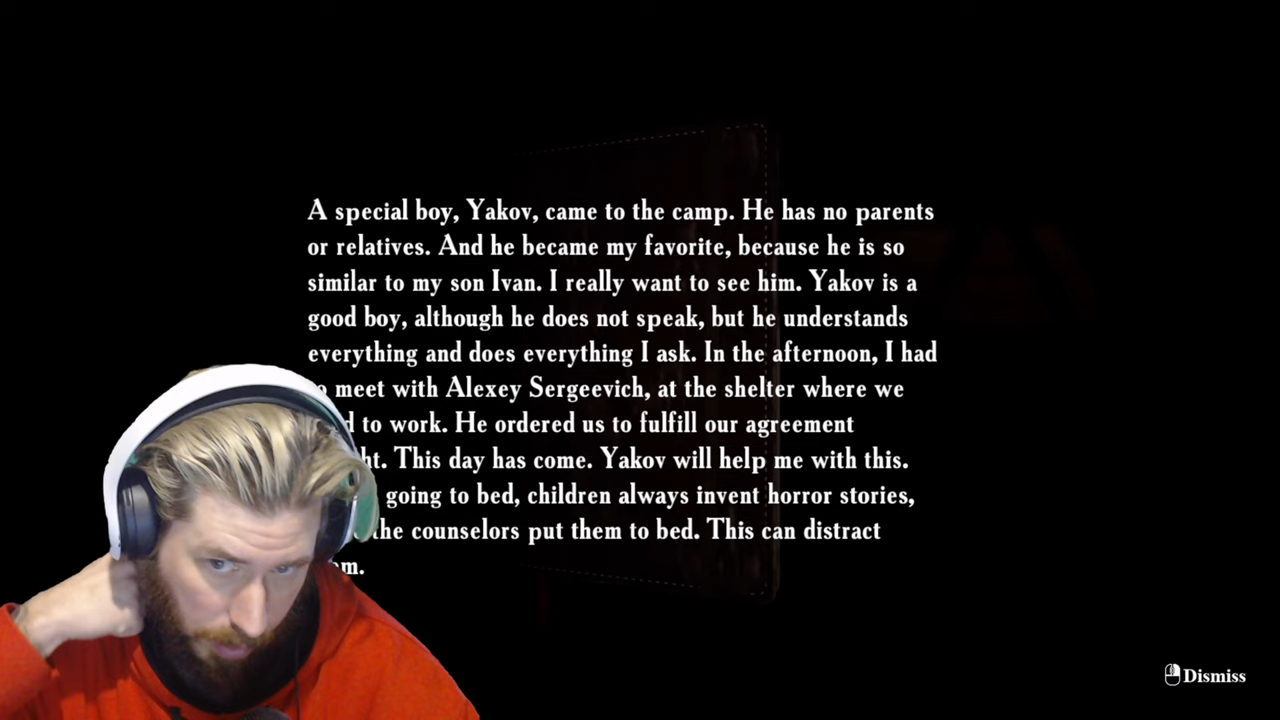 A special boy, Yakov, came to the camp. He has no parents
or relatives. And he became my favorite, because he is so
similar to my son Ivan. I really want to see him. Yakov is a
good boy, although he does not speak, but he understands
everything and does everything I ask. In the afternoon, I had
meet with Alexey Sergeevich, at the shelter where we
to work. He ordered us to fulfill our agreement
This day has come. Yakov will help me with this.
going to bed, children always invent horror stories,
the counselors put them to bed. This can distract
Dismiss